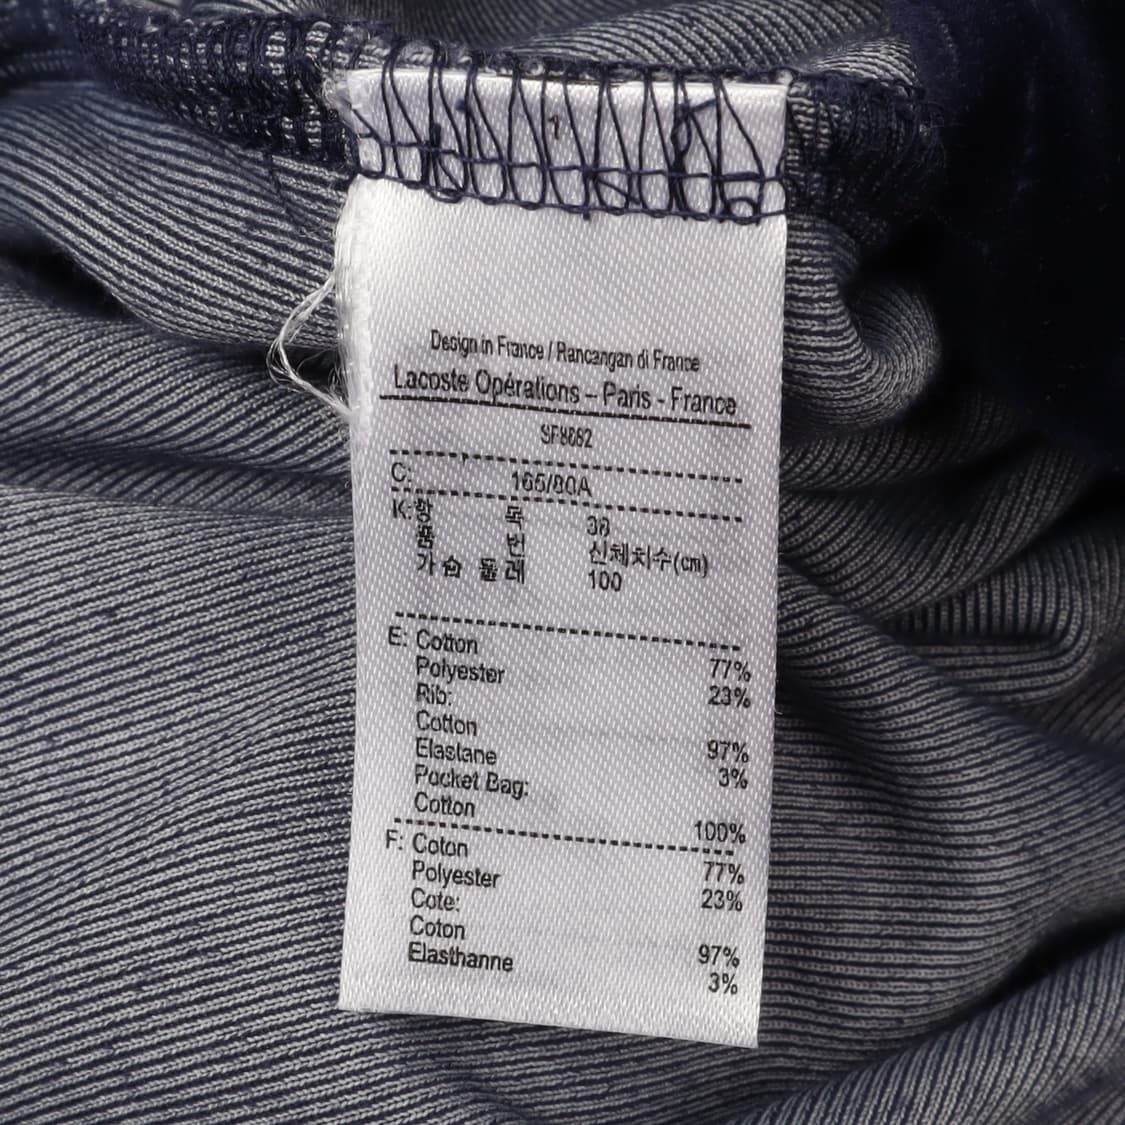 1
Design in France / Rancangan di France
Lacoste Opérations – Paris - France
SF8682
C: 165/80A
K: 항 목 38
품 번 신체치수(cm)
가슴 둘레 100
E: Cotton 77%
Polyester 23%
Rib:
Cotton 97%
Elastane 3%
Pocket Bag:
Cotton 100%
F: Coton 77%
Polyester 23%
Cote:
Coton 97%
Elasthanne 3%